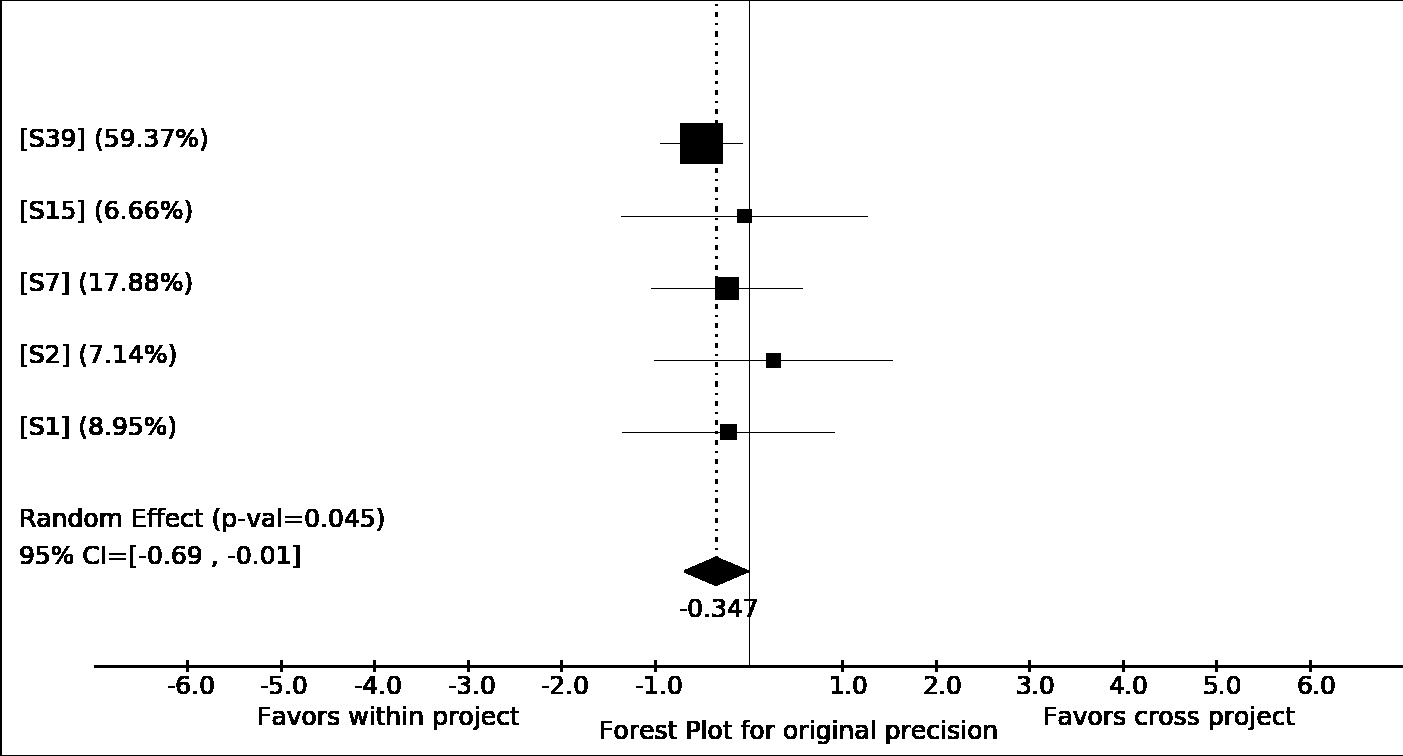 [S39] (59.37%)
[S15] (6.66%)
[S7] (17.88%)
[S2] (7.14%)
[S1] (8.95%)
Random Effect (p-val=0.045)
95% CI=[-0.69 , -0.01]
-0.347
-6.0 -5.0 -4.0 -3.0 -2.0 -1.0 1.0 2.0 3.0 4.0 5.0 6.0
Favors within project Favors cross project
Forest Plot for original precision